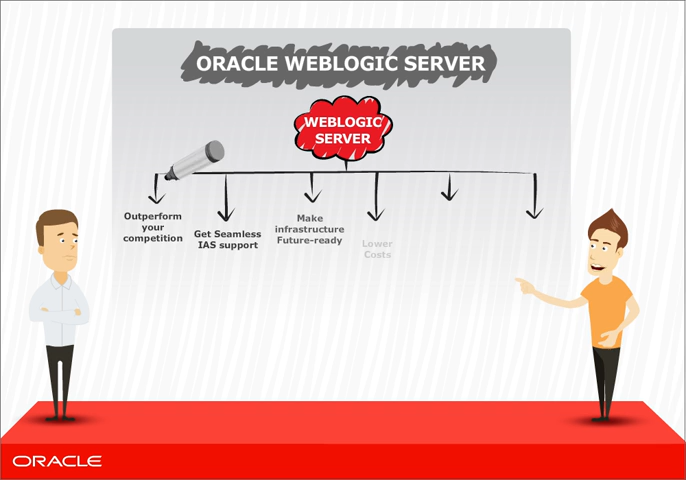 ORACLE WEBLOGIC SERVER
WEBLOGIC
SERVER
Outperform
your
competition
Get Seamless
IAS support
Make
infrastructure
Future-ready
Lower
Costs
ORACLE